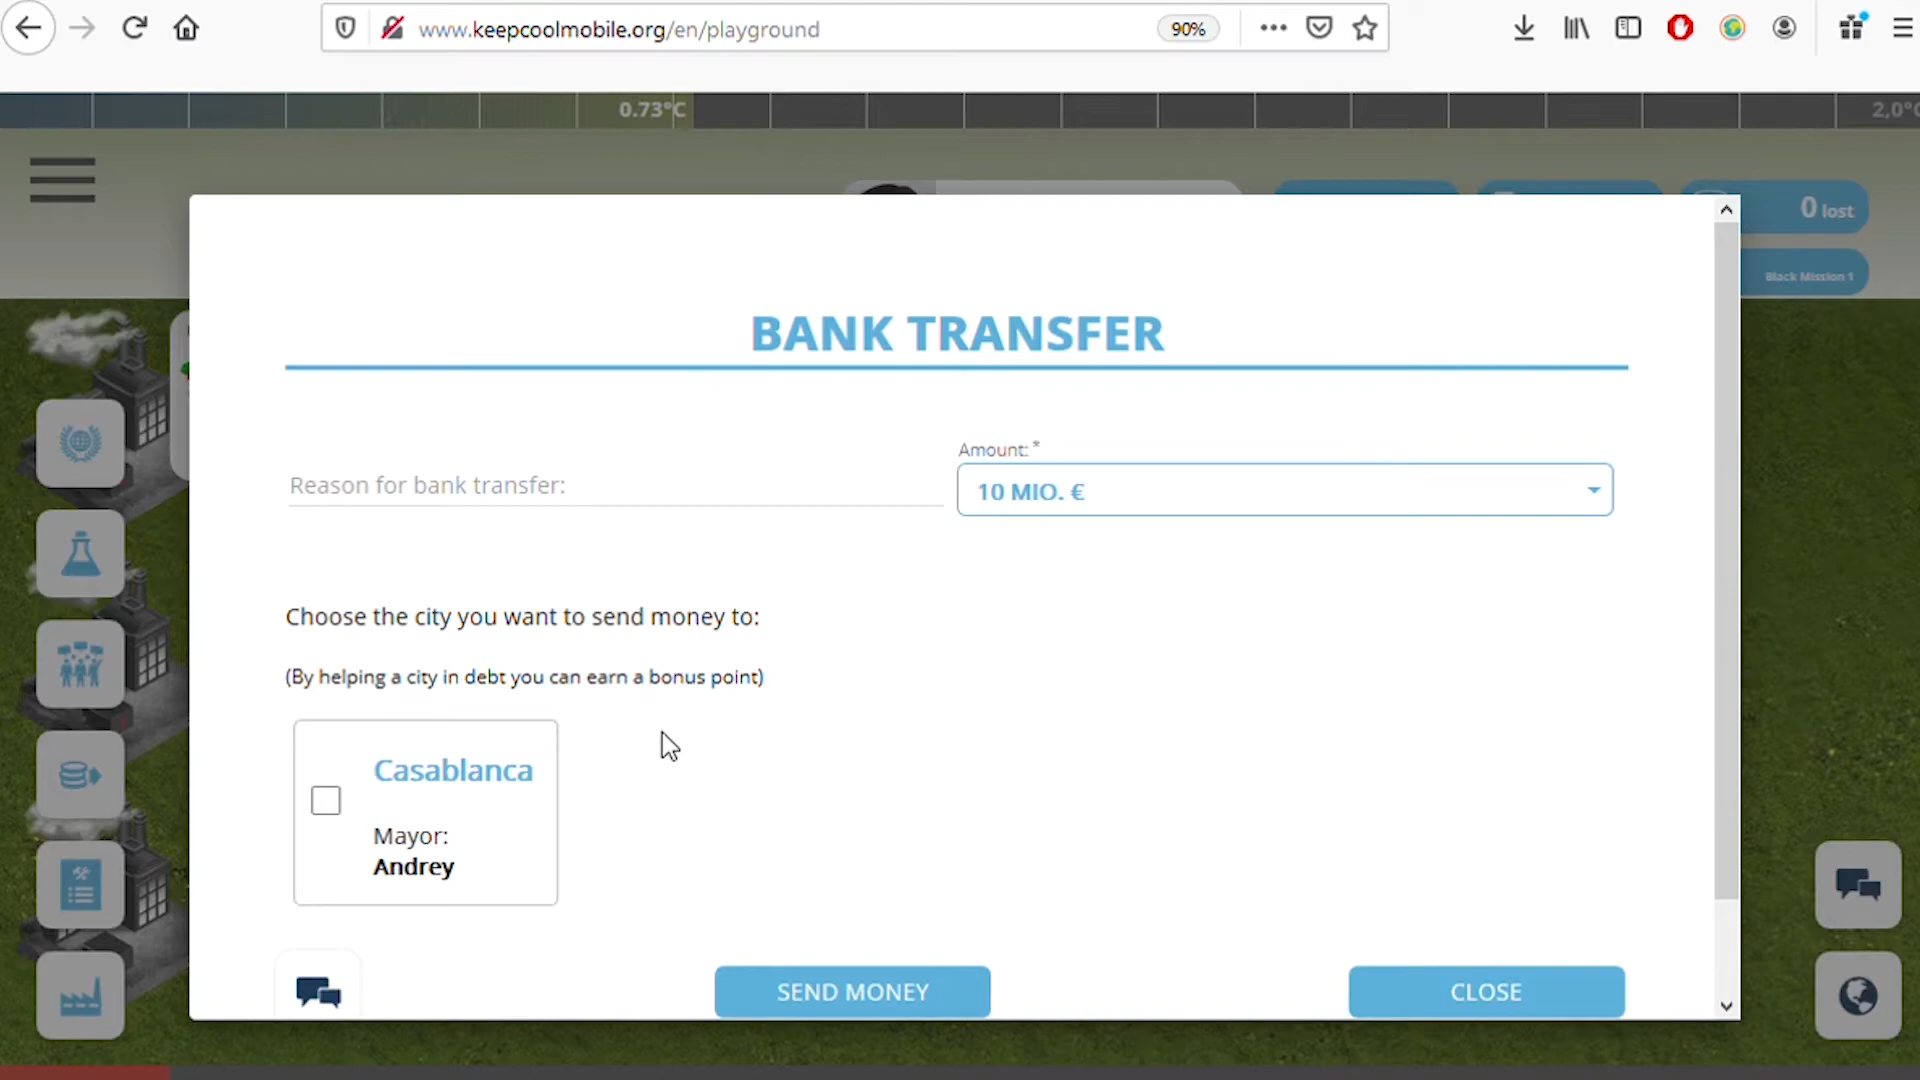 www.keepcoolmobile.org/en/playground
90%
0.73°C
2,0°C
0 lost
Black Mission 1
BANK TRANSFER
Amount: *
Reason for bank transfer:
10 MIO. €
Choose the city you want to send money to:
(By helping a city in debt you can earn a bonus point)
Casablanca
Mayor:
Andrey
SEND MONEY
CLOSE